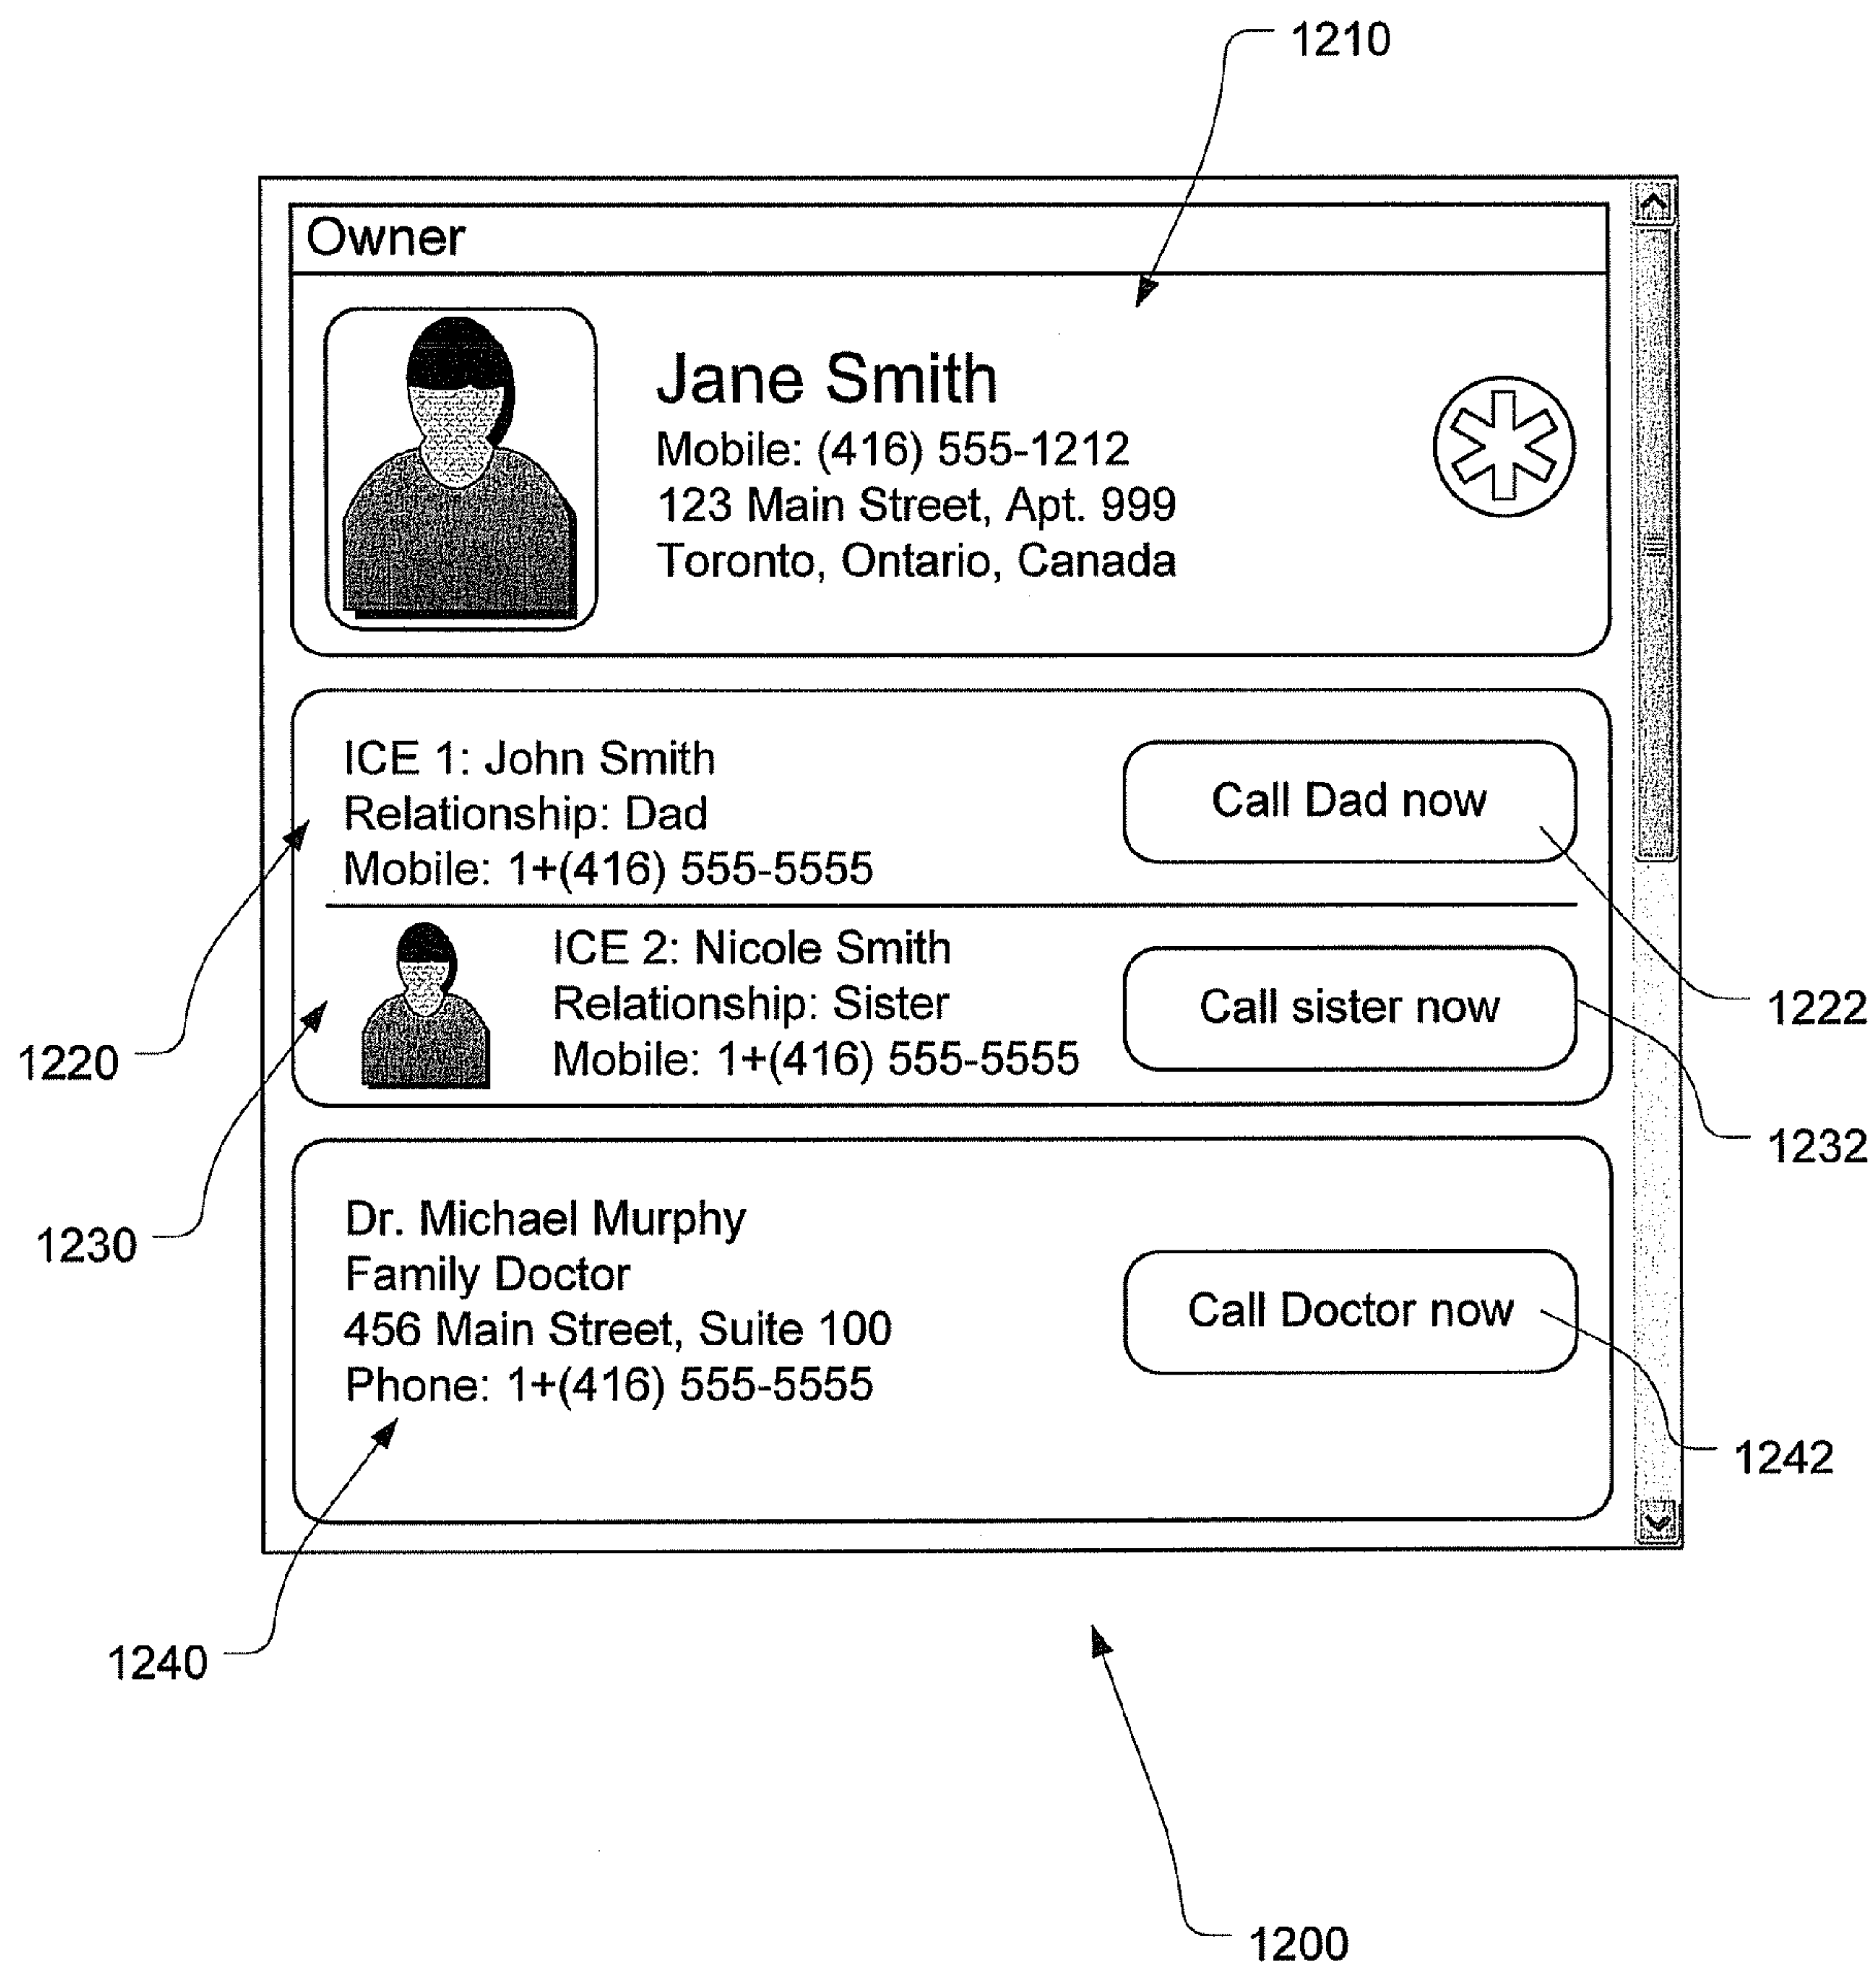 1210
Owner
Jane Smith
Mobile: (416) 555-1212
123 Main Street, Apt. 999
Toronto, Ontario, Canada
ICE 1: John Smith
Relationship: Dad
Mobile: 1+(416) 555-5555
Call Dad now
ICE 2: Nicole Smith
Relationship: Sister
Mobile: 1+(416) 555-5555
Call sister now
1222
1220
1232
1230
Dr. Michael Murphy
Family Doctor
456 Main Street, Suite 100
Phone: 1+(416) 555-5555
Call Doctor now
1242
1240
1200